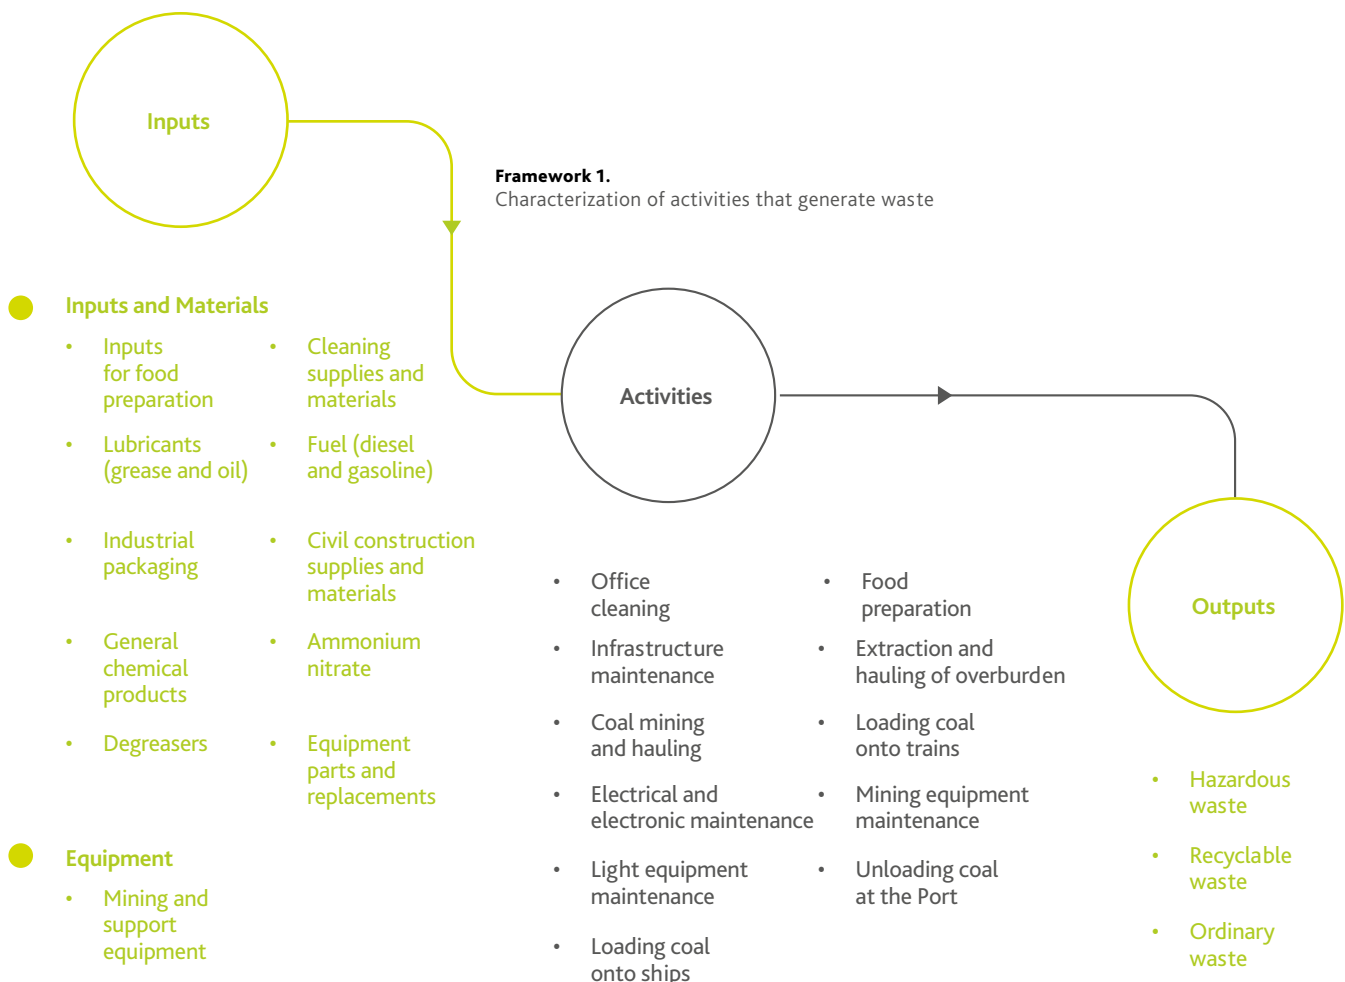 Inputs
Framework 1.
Characterization of activities that generate waste
Inputs and Materials
• Inputs
for food
preparation
• Cleaning
supplies and
materials
• Lubricants
(grease and oil)
• Fuel (diesel
and gasoline)
• Industrial
packaging
• Civil construction
supplies and
materials
• General
chemical
products
• Ammonium
nitrate
• Degreasers
• Equipment
parts and
replacements
Equipment
• Mining and
support
equipment
Activities
• Office
cleaning
• Food
preparation
• Infrastructure
maintenance
• Extraction and
hauling of overburden
• Coal mining
and hauling
• Loading coal
onto trains
• Electrical and
electronic maintenance
• Mining equipment
maintenance
• Light equipment
maintenance
• Unloading coal
at the Port
• Loading coal
onto ships
Outputs
• Hazardous
waste
• Recyclable
waste
• Ordinary
waste